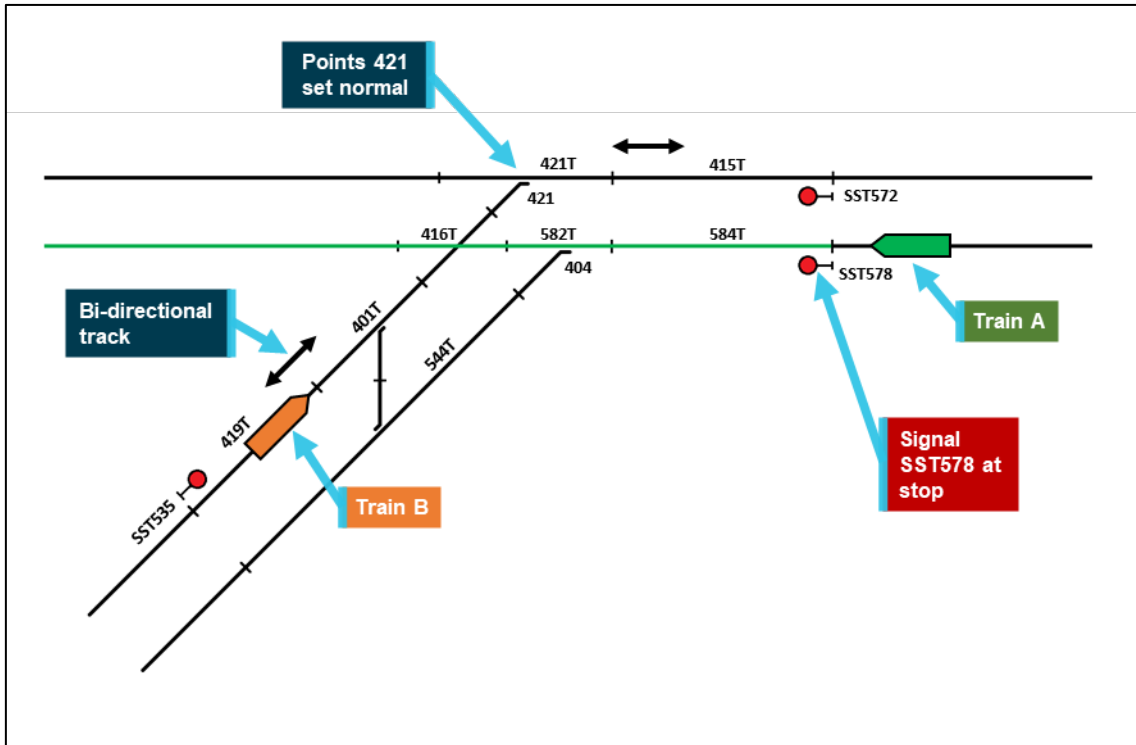 Points 421
set normal
421T
415T
421
SST572
416T
582T
584T
404
SST578
Bi-directional
track
401T
544T
Train A
419T
Signal
SST578 at
stop
SST535
Train B